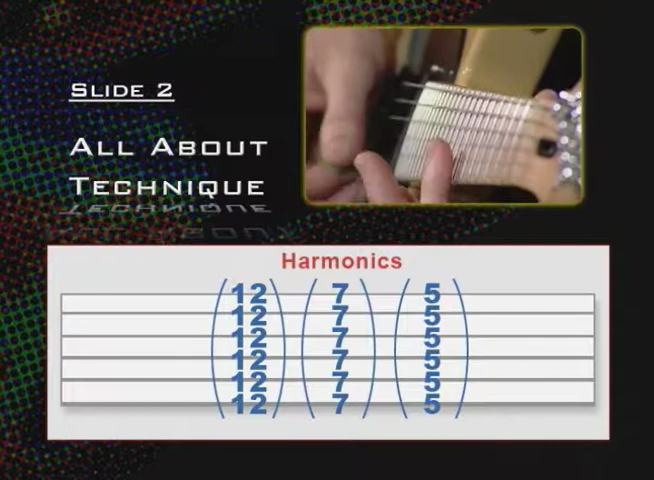 SLIDE 2
ALL ABOUT
TECHNIQUE
Harmonics
(12) (7) (5)
12 7 5
12 7 5
12 7 5
12 7 5
12 7 5